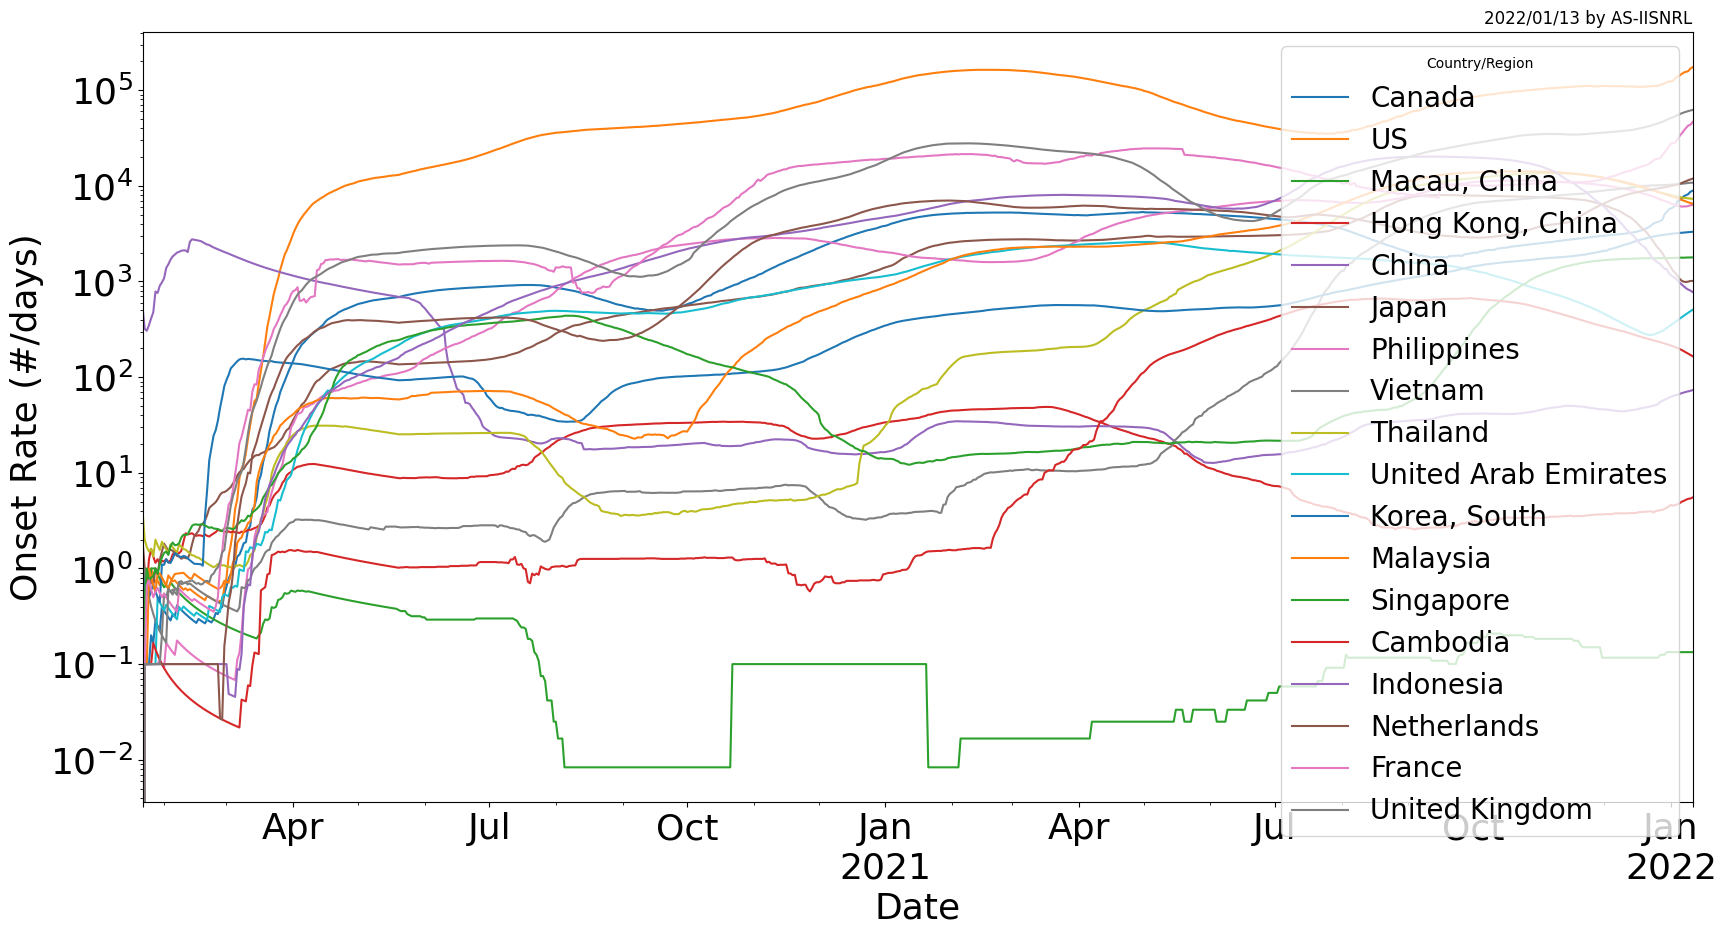 2022/01/13 by AS-IISNRL
Onset Rate (#/days)
10^5
10^4
10^3
10^2
10^1
10^0
10^−1
10^−2
Country/Region
Canada
US
Macau, China
Hong Kong, China
China
Japan
Philippines
Vietnam
Thailand
United Arab Emirates
Korea, South
Malaysia
Singapore
Cambodia
Indonesia
Netherlands
France
United Kingdom
Apr Jul Oct Jan Apr Jul Oct Jan
2021 2022
Date